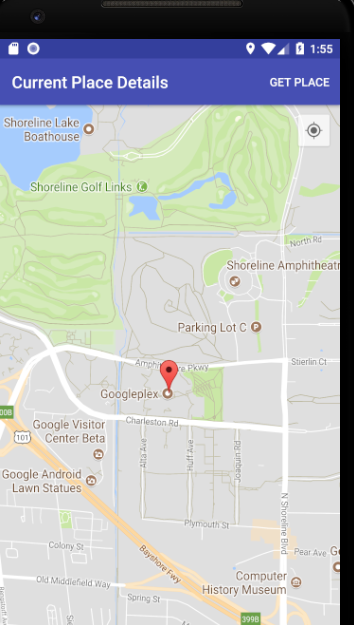 1:55
Current Place Details
GET PLACE
Shoreline Lake
Boathouse
Shoreline Golf Links
North Rd
Shoreline Amphitheatr
Parking Lot C
P
Amphitheatre Pkwy
Stierlin Ct
Googleplex
Charleston Rd
Google Visitor
Center Beta
101
Alta Ave
Huff Ave
Joaquin Rd
Google Android
Lawn Statues
N Shoreline Blvd
Plymouth St
Colony St
Bayshore Fwy
Pear Ave
Old Middlefield Way
Computer
History Museum
Spring St
399B